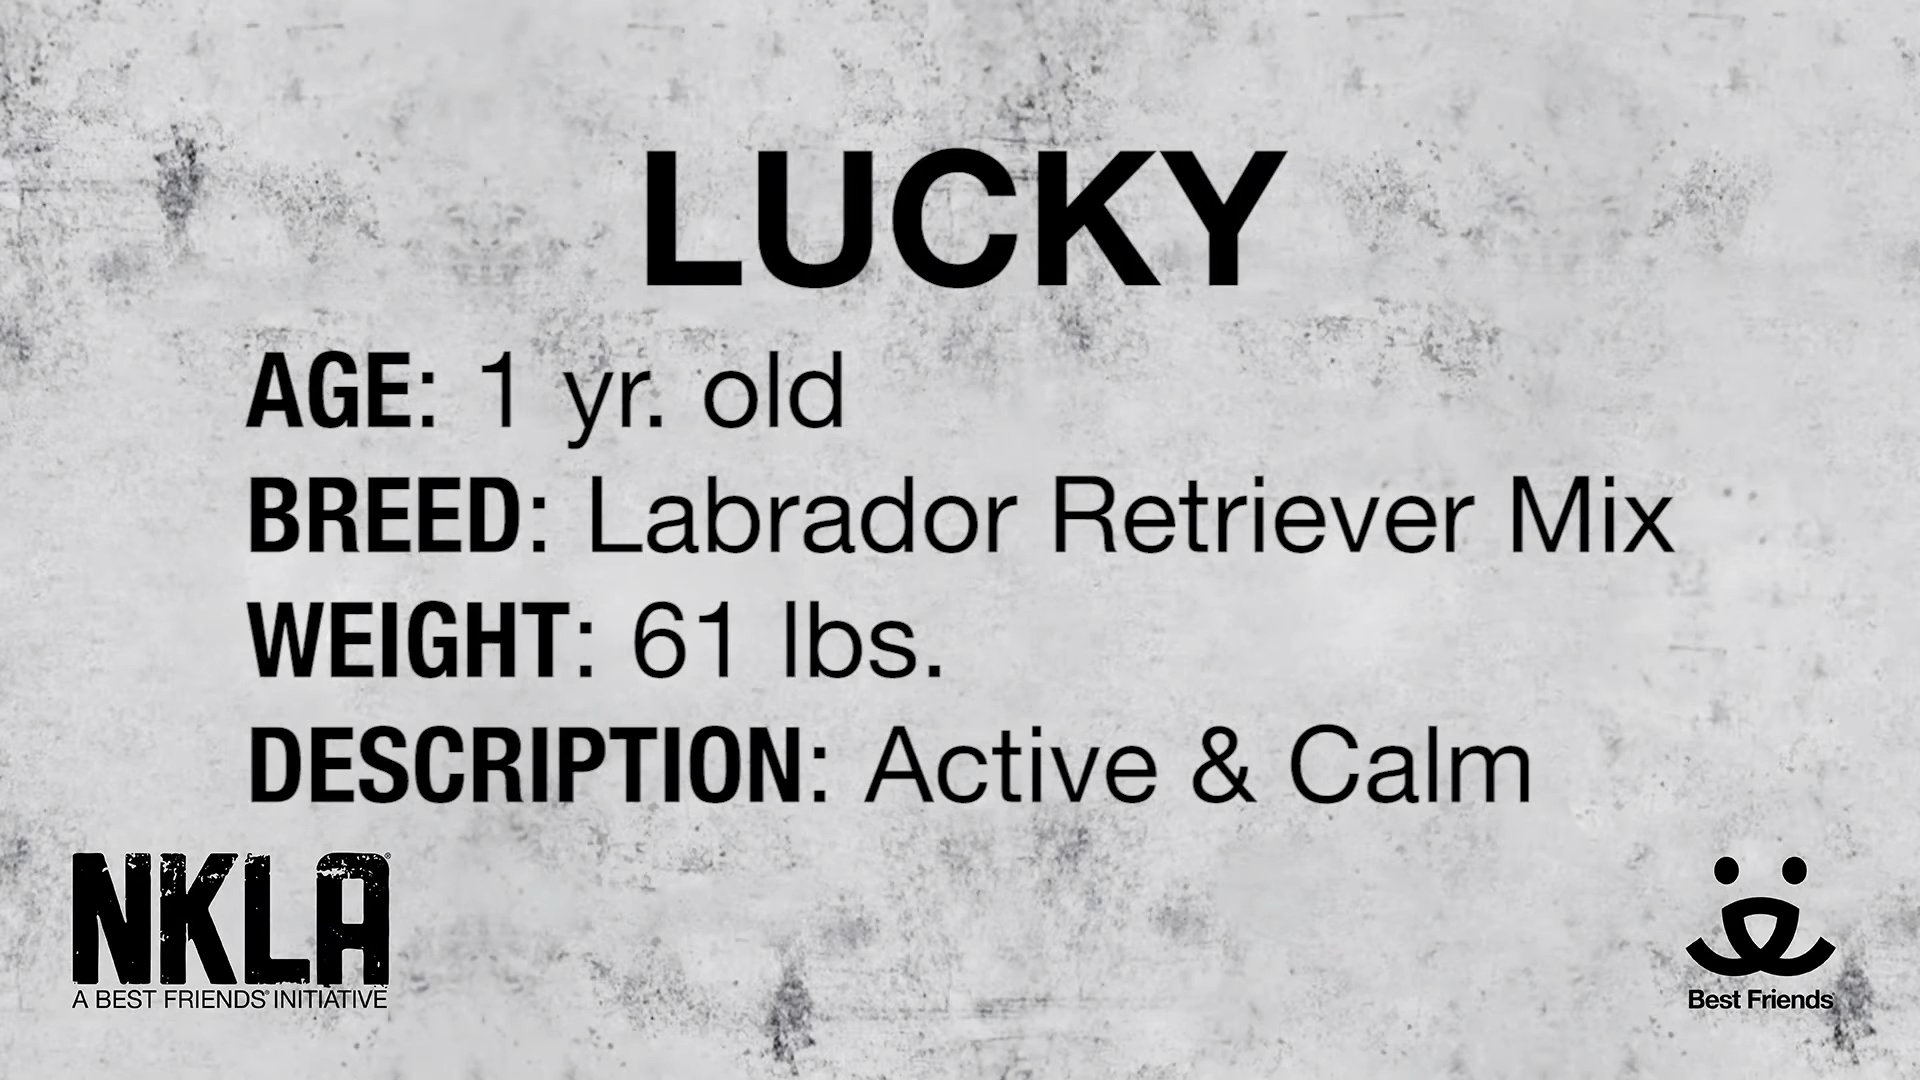 LUCKY
AGE: 1 yr. old
BREED: Labrador Retriever Mix
WEIGHT: 61 lbs.
DESCRIPTION: Active & Calm
NKLA®
A BEST FRIENDS® INITIATIVE
Best Friends